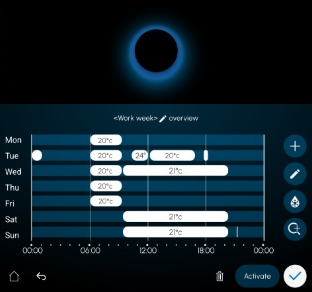 <Work week> overview
Mon 20°c
Tue 24° 20°c
Wed 20°c 21°c
Thu 20°c
Fri 20°c
Sat 21°c
Sun 21°c
00:00 06:00 12:00 18:00 00:00
Activate